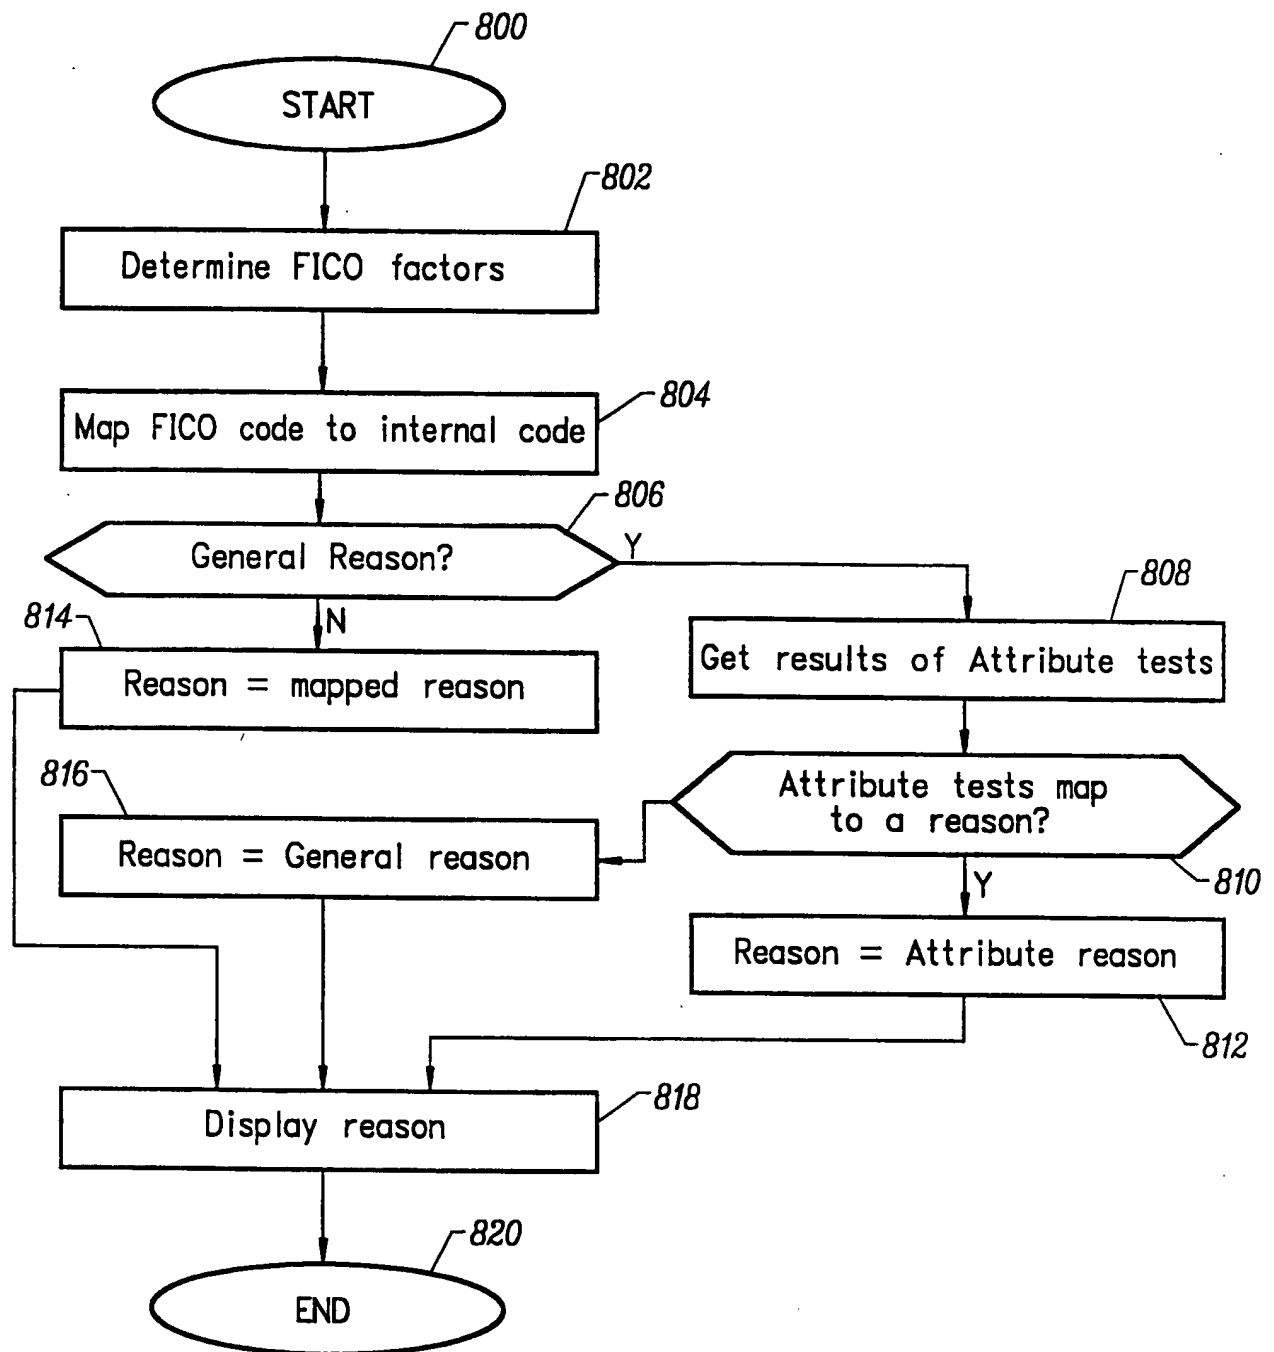 800
START
802
Determine FICO factors
804
Map FICO code to internal code
806
General Reason?
Y
808
814
N
Get results of Attribute tests
Reason = mapped reason
816
Attribute tests map
to a reason?
Reason = General reason
810
Y
Reason = Attribute reason
812
818
Display reason
820
END